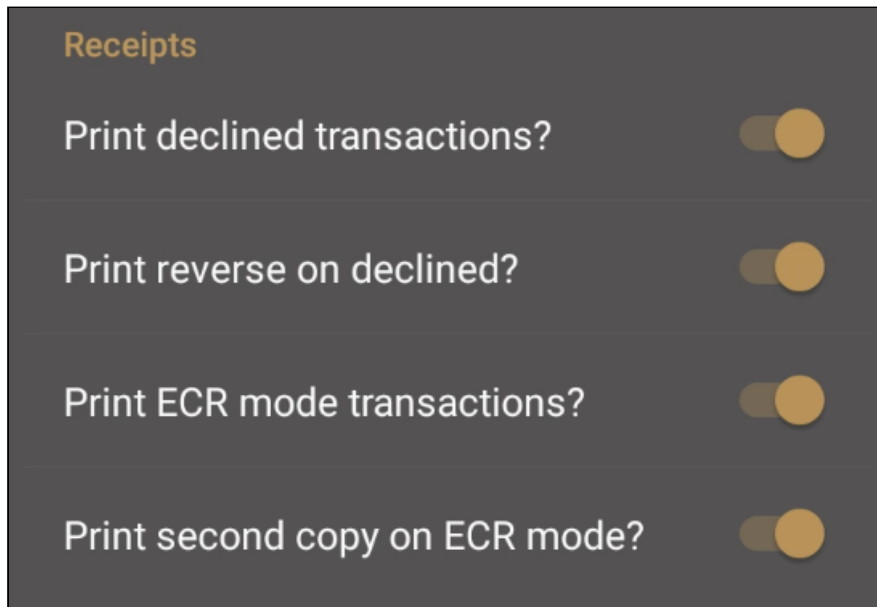 Receipts
Print declined transactions?
Print reverse on declined?
Print ECR mode transactions?
Print second copy on ECR mode?